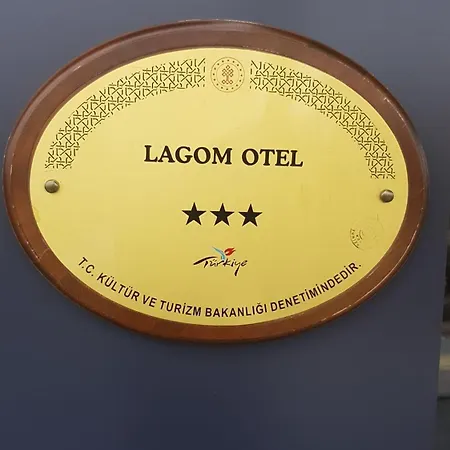 LAGOM OTEL
★★★
Türkiye
T.C. KÜLTÜR VE TURİZM BAKANLIĞI DENETİMİNDEDİR.